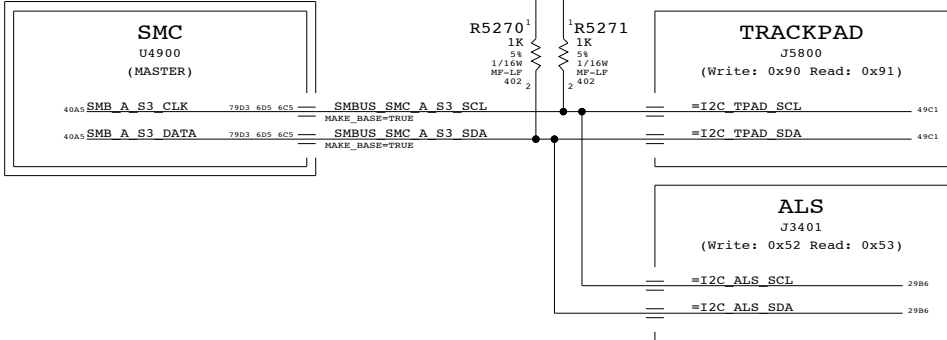 SMC
U4900
(MASTER)
40A5 SMB_A_S3_CLK 79D3 6D5 6C5 SMBUS_SMC_A_S3_SCL
MAKE_BASE=TRUE
40A5 SMB_A_S3_DATA 79D3 6D5 6C5 SMBUS_SMC_A_S3_SDA
MAKE_BASE=TRUE
R5270 1
1K
5%
1/16W
MF-LF
402 2
1 R5271
1K
5%
1/16W
MF-LF
2 402
TRACKPAD
J5800
(Write: 0x90 Read: 0x91)
=I2C_TPAD_SCL 49C1
=I2C_TPAD_SDA 49C1
ALS
J3401
(Write: 0x52 Read: 0x53)
=I2C_ALS_SCL 29B6
=I2C_ALS_SDA 29B6